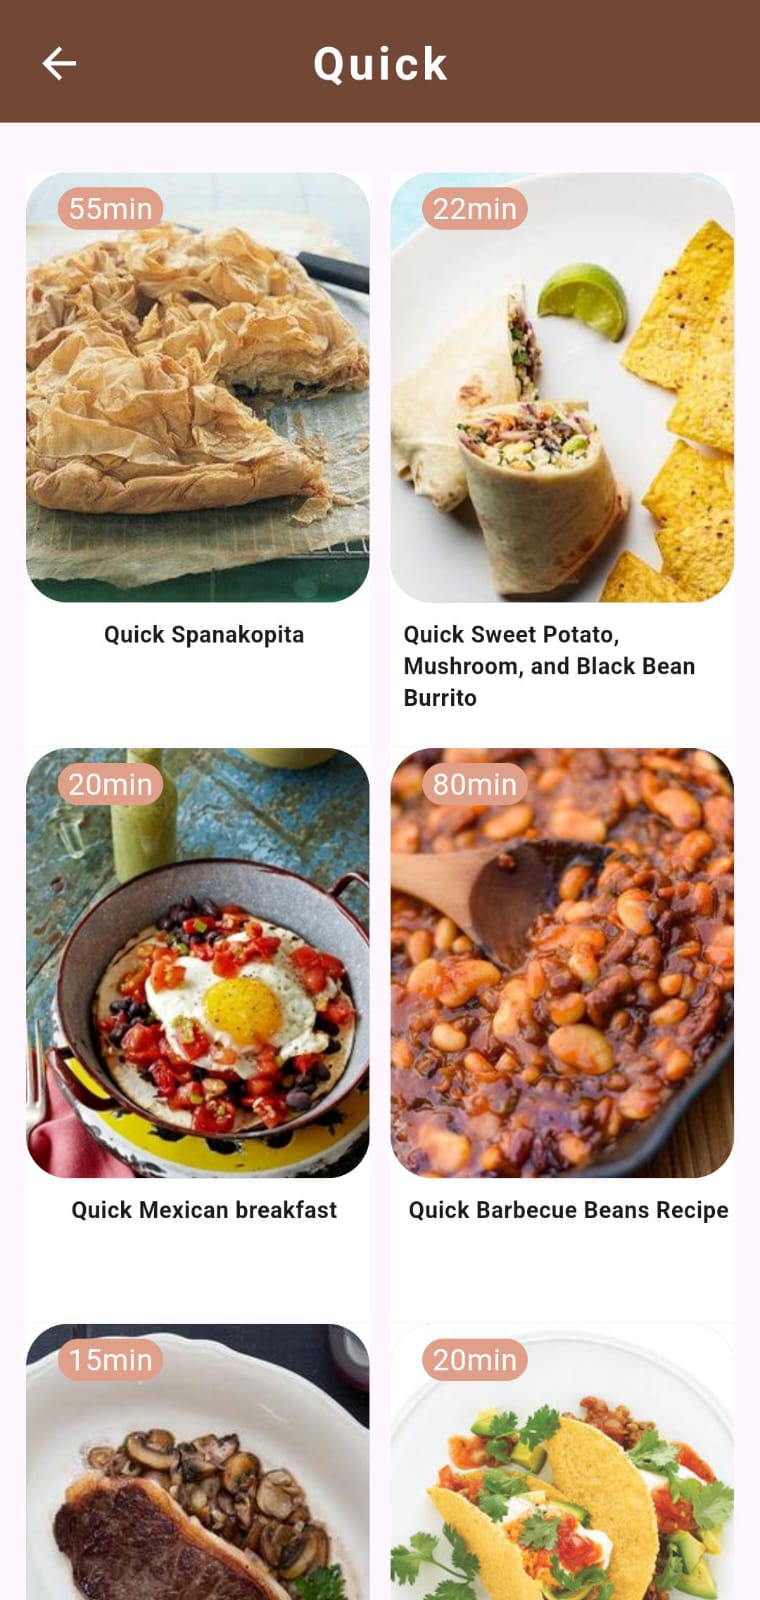 Quick
55min
22min
Quick Spanakopita
Quick Sweet Potato,
Mushroom, and Black Bean
Burrito
20min
80min
Quick Mexican breakfast
Quick Barbecue Beans Recipe
15min
20min